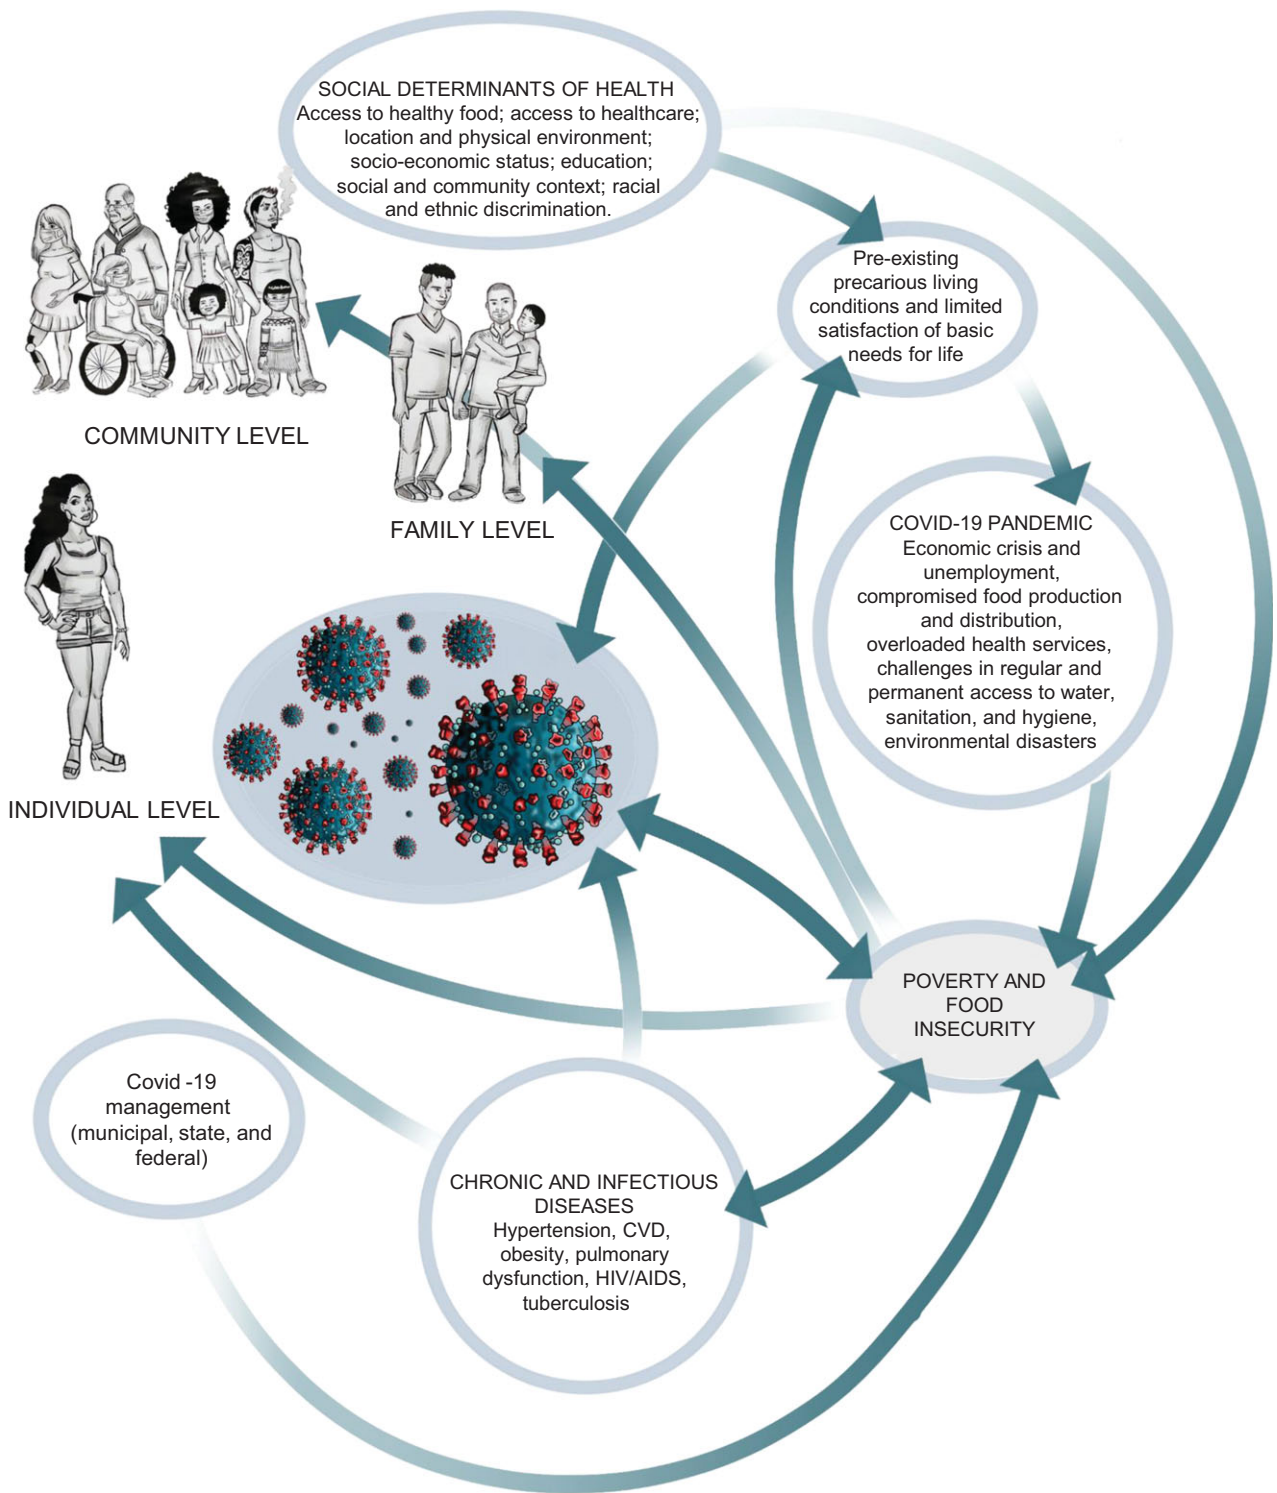 SOCIAL DETERMINANTS OF HEALTH
Access to healthy food; access to healthcare;
location and physical environment;
socio-economic status; education;
social and community context; racial
and ethnic discrimination.
Pre-existing
precarious living
conditions and limited
satisfaction of basic
needs for life
COMMUNITY LEVEL
FAMILY LEVEL
COVID-19 PANDEMIC
Economic crisis and
unemployment,
compromised food production
and distribution,
overloaded health services,
challenges in regular and
permanent access to water,
sanitation, and hygiene,
environmental disasters
INDIVIDUAL LEVEL
POVERTY AND
FOOD
INSECURITY
Covid -19
management
(municipal, state, and
federal)
CHRONIC AND INFECTIOUS
DISEASES
Hypertension, CVD,
obesity, pulmonary
dysfunction, HIV/AIDS,
tuberculosis